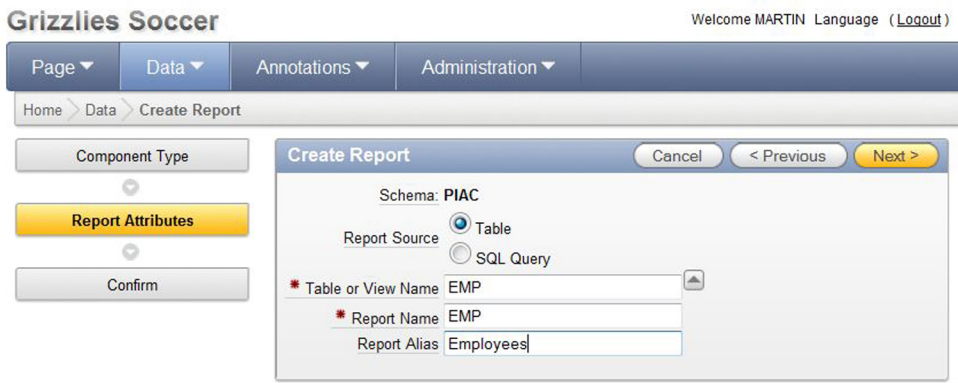 Grizzlies Soccer
Welcome MARTIN Language ( Logout )
Page Data Annotations Administration
Home Data Create Report
Component Type
Report Attributes
Confirm
Create Report Cancel < Previous Next >
Schema: PIAC
Report Source Table
SQL Query
* Table or View Name EMP
* Report Name EMP
Report Alias Employees